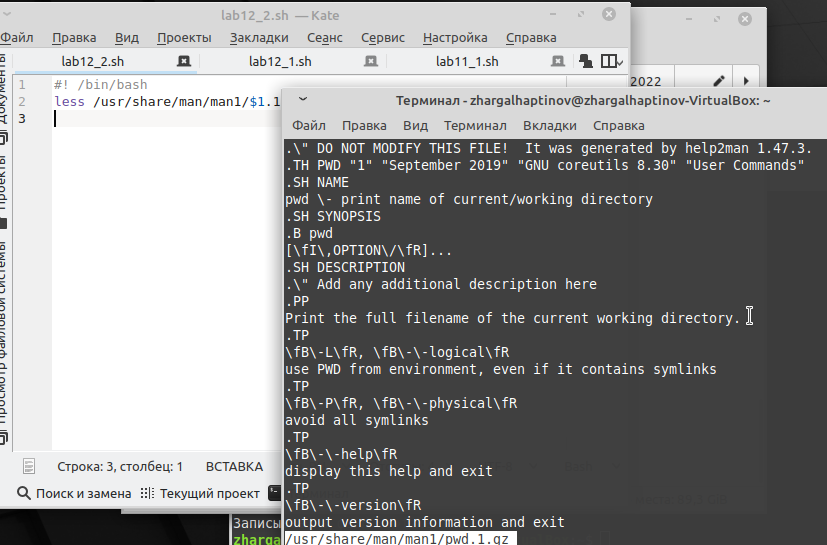 lab12_2.sh — Kate
Файл Правка Вид Проекты Закладки Сеанс Сервис Настройка Справка
lab12_2.sh lab12_1.sh lab11_1.sh
Документы
Проекты
Просмотр файловой системы
1 #! /bin/bash
2 less /usr/share/man/man1/$1.1
3
2022
Терминал - zhargalhaptinov@zhargalhaptinov-VirtualBox: ~
Файл Правка Вид Терминал Вкладки Справка
.\" DO NOT MODIFY THIS FILE!  It was generated by help2man 1.47.3.
.TH PWD "1" "September 2019" "GNU coreutils 8.30" "User Commands"
.SH NAME
pwd \- print name of current/working directory
.SH SYNOPSIS
.B pwd
[\fI\,OPTION\/\fR]...
.SH DESCRIPTION
.\" Add any additional description here
.PP
Print the full filename of the current working directory.
.TP
\fB\-L\fR, \fB\-\-logical\fR
use PWD from environment, even if it contains symlinks
.TP
\fB\-P\fR, \fB\-\-physical\fR
avoid all symlinks
.TP
\fB\-\-help\fR
display this help and exit
.TP
\fB\-\-version\fR
output version information and exit
/usr/share/man/man1/pwd.1.gz
Строка: 3, столбец: 1 ВСТАВКА
Поиск и замена Текущий проект
Записы
zharga